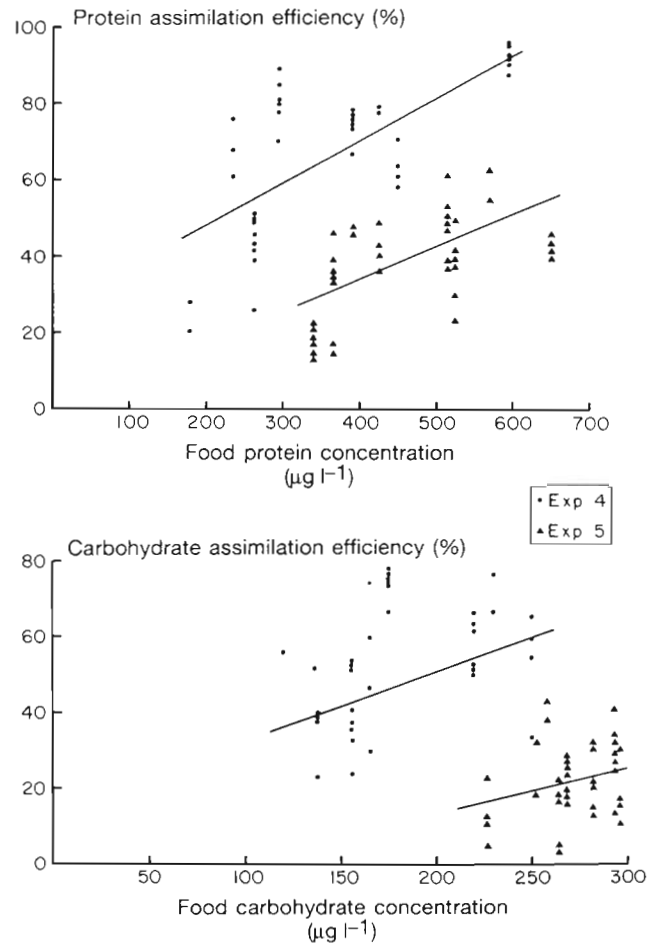 Protein assimilation efficiency (%)
100
80
60
40
20
0
100 200 300 400 500 600 700
Food protein concentration
(μg l⁻¹)
• Exp 4
▲ Exp 5
Carbohydrate assimilation efficiency (%)
80
60
40
20
0
50 100 150 200 250 300
Food carbohydrate concentration
(μg l⁻¹)